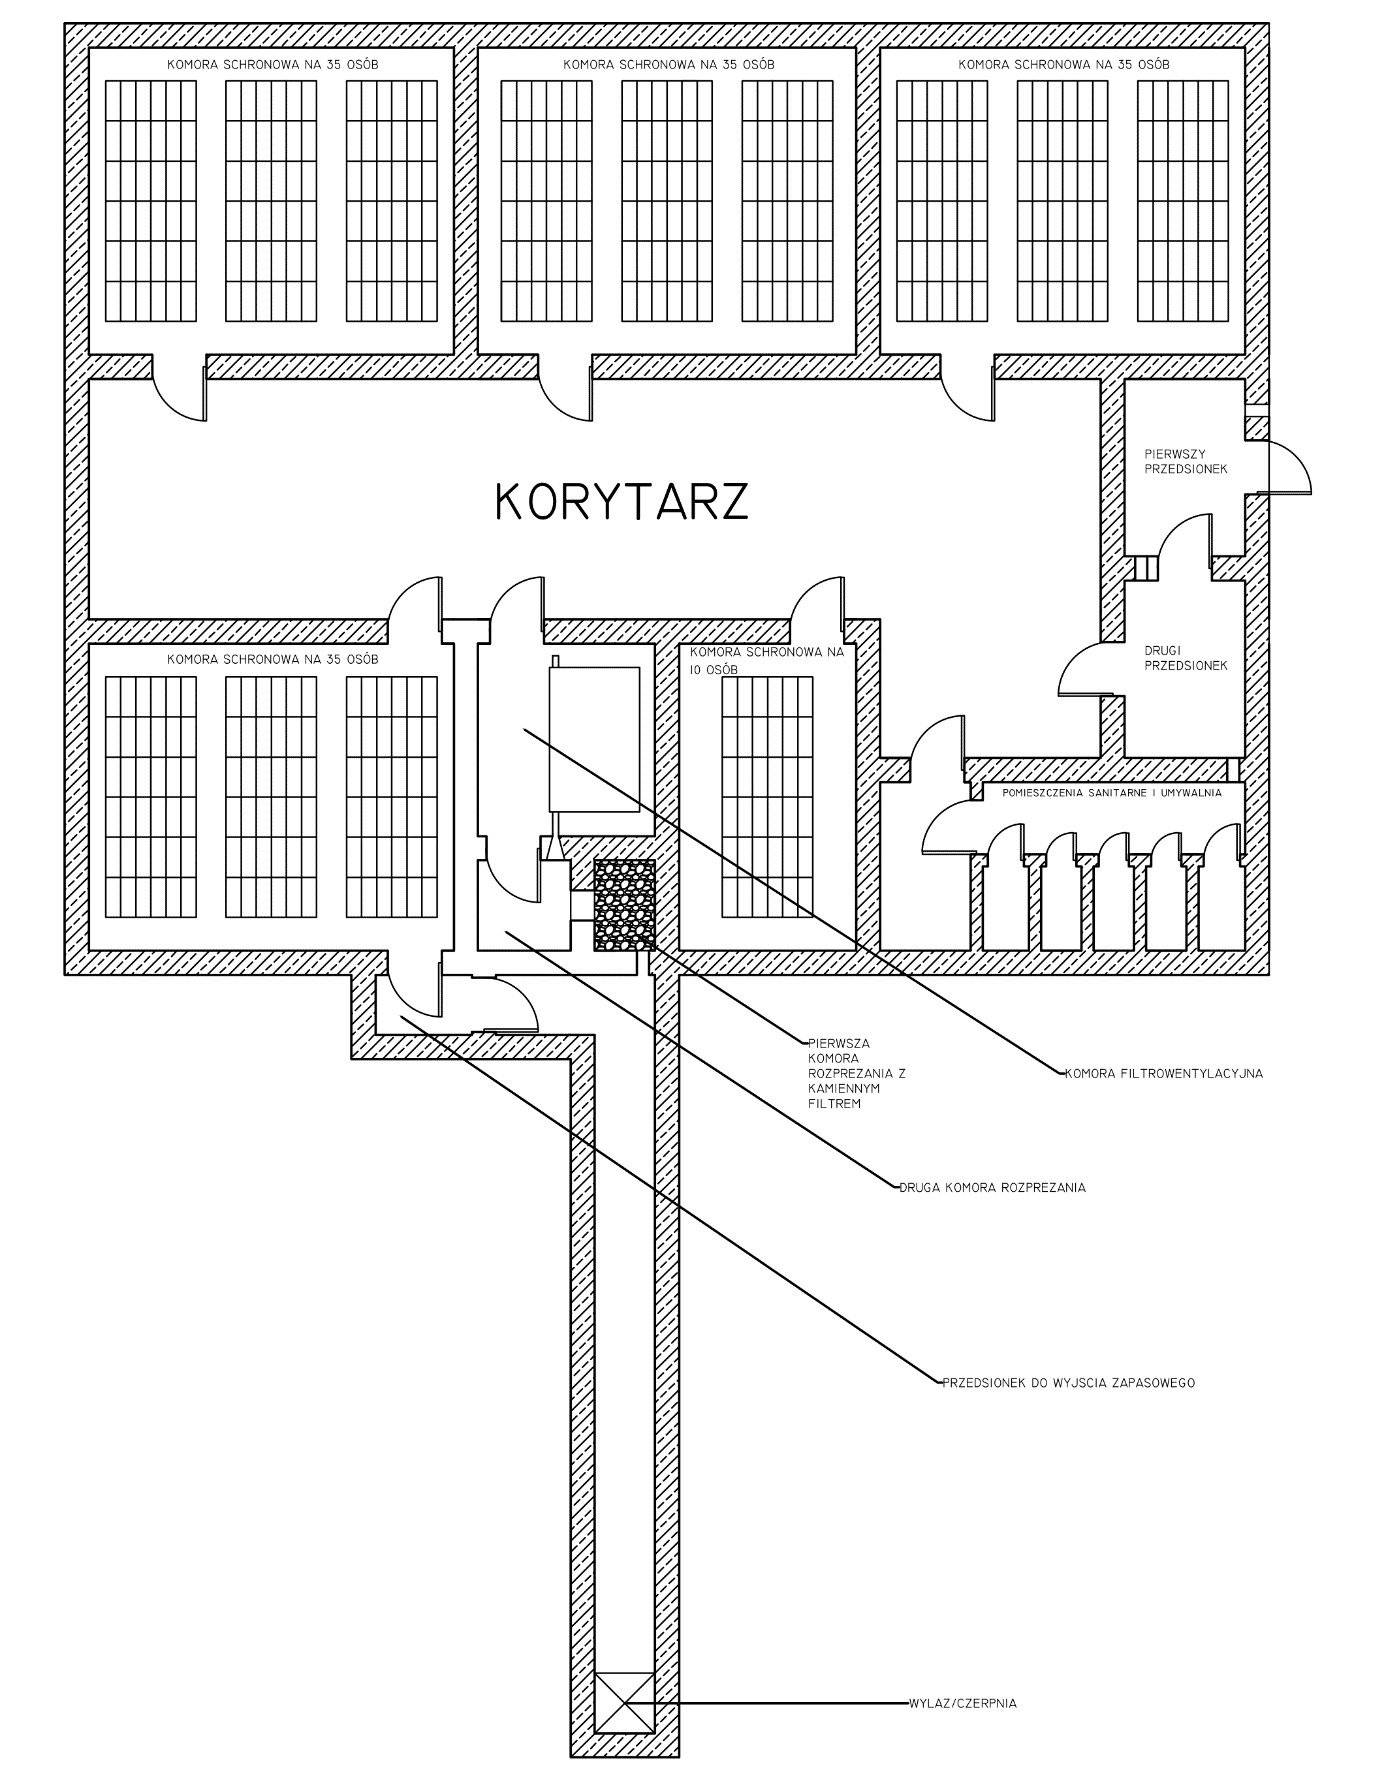 KOMORA SCHRONOWA NA 35 OSÓB
KOMORA SCHRONOWA NA 35 OSÓB
KOMORA SCHRONOWA NA 35 OSÓB
PIERWSZY
PRZEDSIONEK
KORYTARZ
KOMORA SCHRONOWA NA 35 OSÓB
KOMORA SCHRONOWA NA
10 OSÓB
DRUGI
PRZEDSIONEK
POMIESZCZENIA SANITARNE I UMYWALNIA
PIERWSZA
KOMORA
ROZPREZANIA Z
KAMIENNYM
FILTREM
KOMORA FILTROWENTYLACYJNA
DRUGA KOMORA ROZPREZANIA
PRZEDSIONEK DO WYJSCIA ZAPASOWEGO
WYLAZ/CZERPNIA